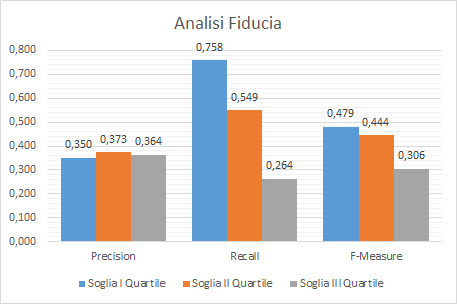 Analisi Fiducia
0,800
0,700
0,600
0,500
0,400
0,300
0,200
0,100
0,000
0,350
0,373
0,364
0,758
0,549
0,264
0,479
0,444
0,306
Precision
Recall
F-Measure
Soglia I Quartile
Soglia II Quartile
Soglia III Quartile